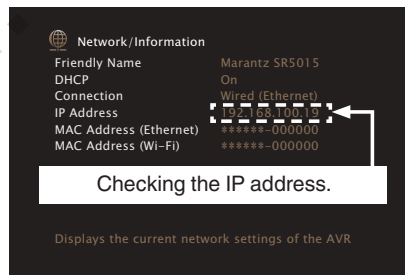 Network/Information
Friendly Name Marantz SR5015
DHCP On
Connection Wired (Ethernet)
IP Address 192.168.100.19
MAC Address (Ethernet) ******-000000
MAC Address (Wi-Fi) ******-000000
Checking the IP address.
Displays the current network settings of the AVR